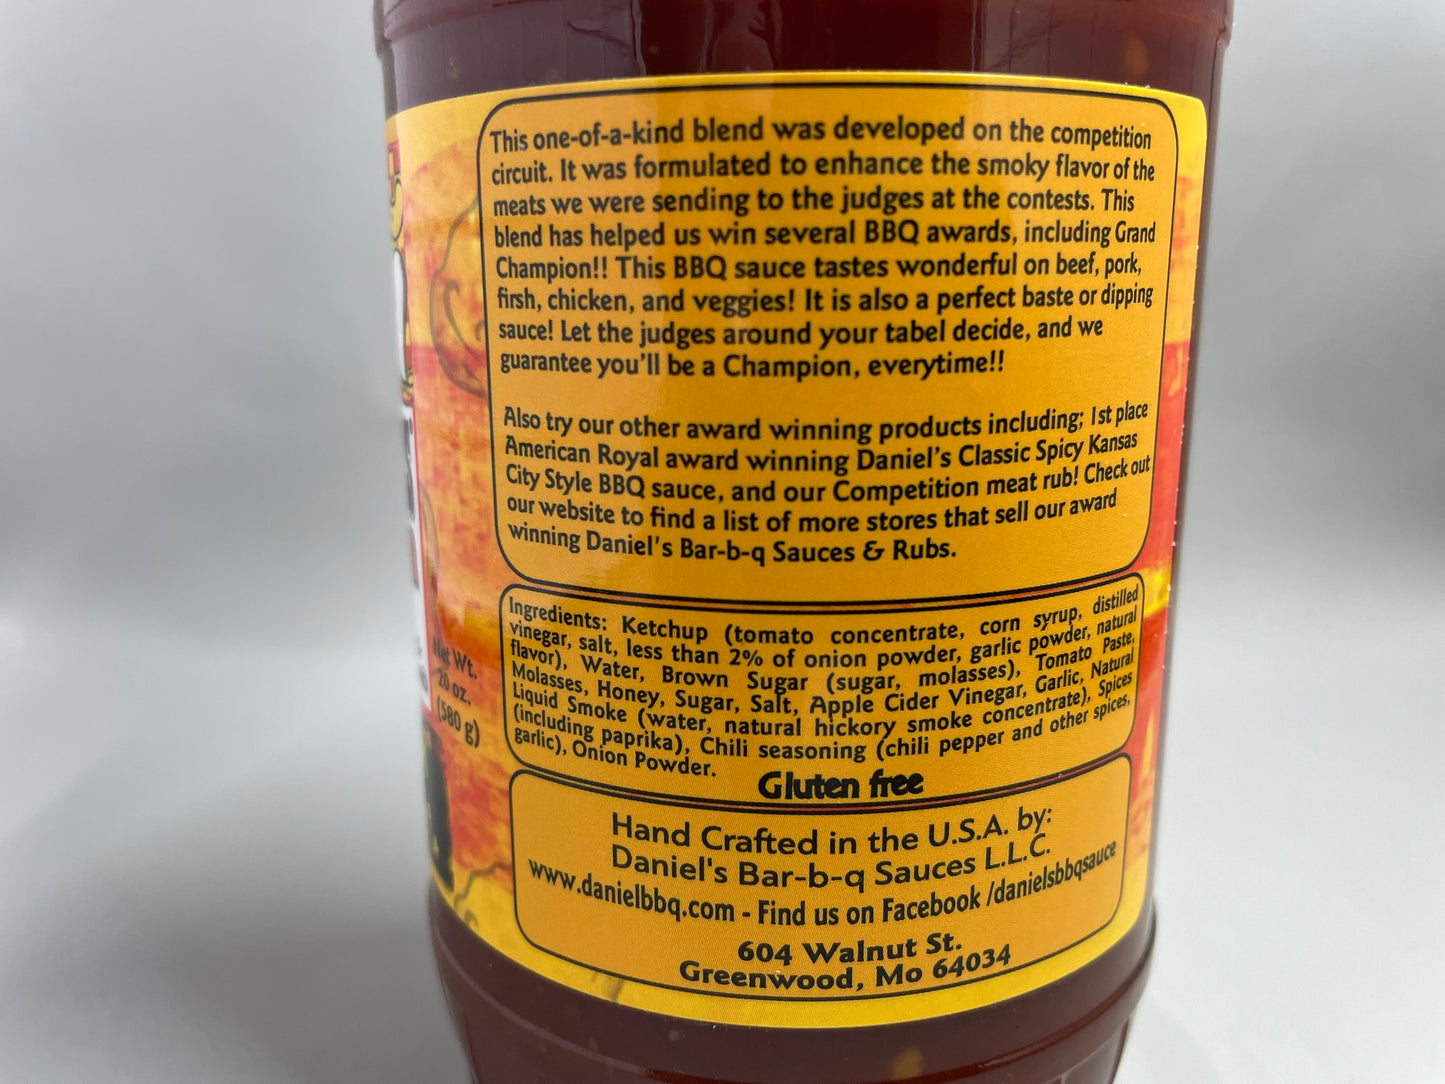 This one-of-a-kind blend was developed on the competition
circuit. It was formulated to enhance the smoky flavor of the
meats we were sending to the judges at the contests. This
blend has helped us win several BBQ awards, including Grand
Champion!! This BBQ sauce tastes wonderful on beef, pork,
firsh, chicken, and veggies! It is also a perfect baste or dipping
sauce! Let the judges around your tabel decide, and we
guarantee you'll be a Champion, everytime!!
Also try our other award winning products including; 1st place
American Royal award winning Daniel's Classic Spicy Kansas
City Style BBQ sauce, and our Competition meat rub! Check out
our website to find a list of more stores that sell our award
winning Daniel's Bar-b-q Sauces & Rubs.
Net Wt.
20 oz.
(580 g)
Ingredients: Ketchup (tomato concentrate, corn syrup, distilled
vinegar, salt, less than 2% of onion powder, garlic powder, natural
flavor), Water, Brown Sugar (sugar, molasses), Tomato Paste,
Molasses, Honey, Sugar, Salt, Apple Cider Vinegar, Garlic, Natural
Liquid Smoke (water, natural hickory smoke concentrate), Spices
(including paprika), Chili seasoning (chili pepper and other spices,
garlic), Onion Powder.
Gluten free
Hand Crafted in the U.S.A. by:
Daniel's Bar-b-q Sauces L.L.C.
www.danielbbq.com - Find us on Facebook /danielsbbqsauce
604 Walnut St.
Greenwood, Mo 64034